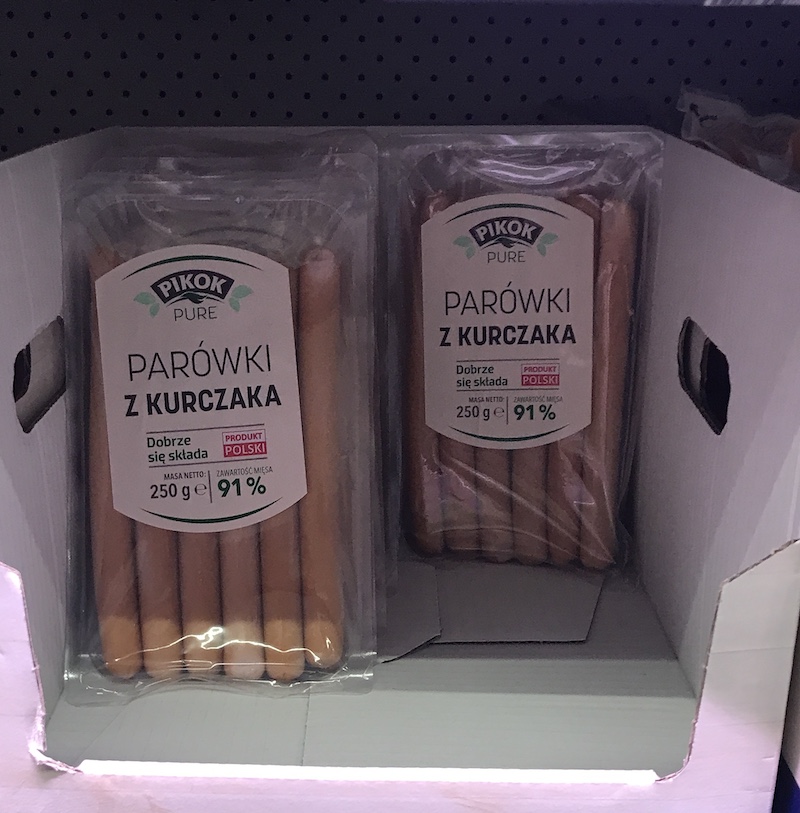 PIKOK
PURE
PARÓWKI
Z KURCZAKA
Dobrze
się składa
PRODUKT
POLSKI
MASA NETTO:
250 g e
ZAWARTOŚĆ MIĘSA
91%
PIKOK
PURE
PARÓWKI
Z KURCZAKA
Dobrze
się składa
PRODUKT
POLSKI
MASA NETTO:
250 g e
ZAWARTOŚĆ MIĘSA
91%